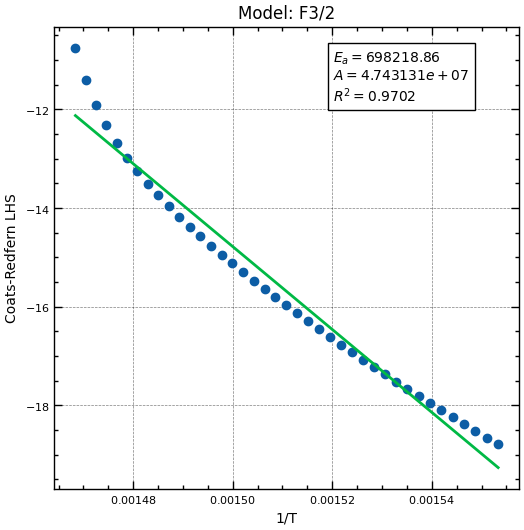 Model: F3/2
E_a = 698218.86
A = 4.743131e + 07
R² = 0.9702
−12
−14
−16
−18
Coats-Redfern LHS
0.00148
0.00150
0.00152
0.00154
1/T